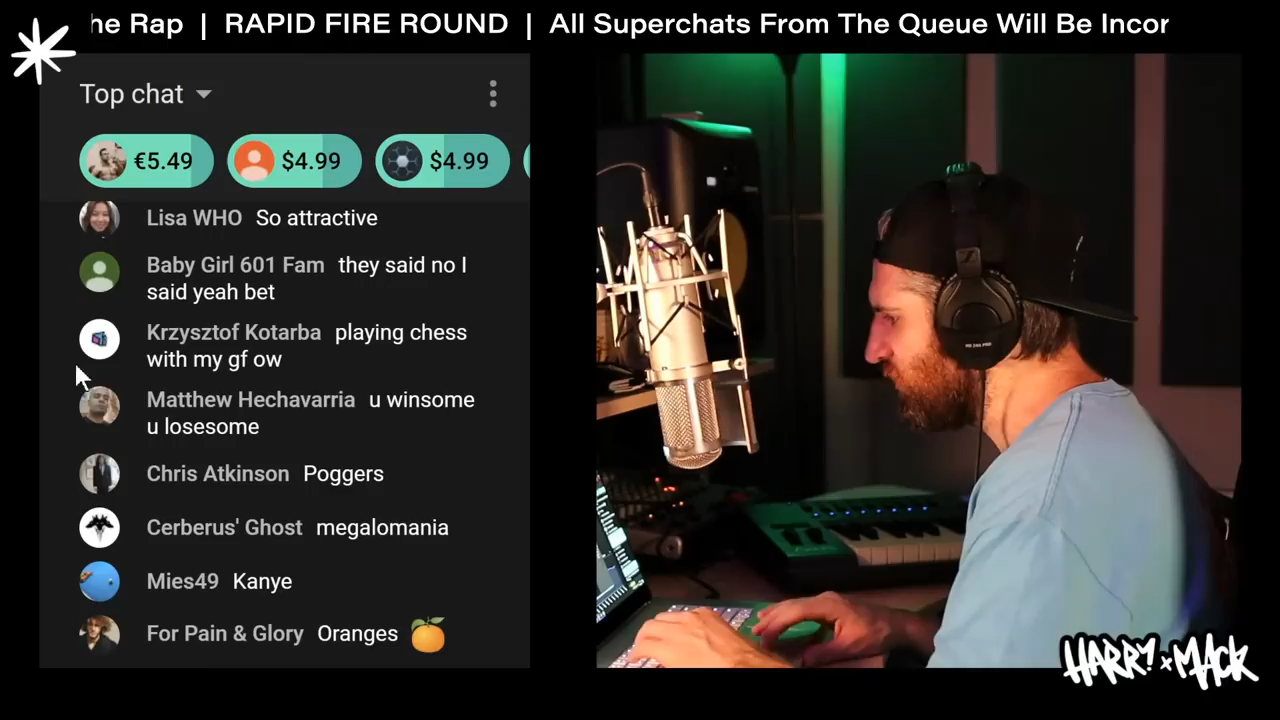 he Rap | RAPID FIRE ROUND | All Superchats From The Queue Will Be Incor
Top chat
€5.49 $4.99 $4.99
Lisa WHO So attractive
Baby Girl 601 Fam they said no I
said yeah bet
Krzysztof Kotarba playing chess
with my gf ow
Matthew Hechavarria u winsome
u losesome
Chris Atkinson Poggers
Cerberus' Ghost megalomania
Mies49 Kanye
For Pain & Glory Oranges
HARRY x MACK